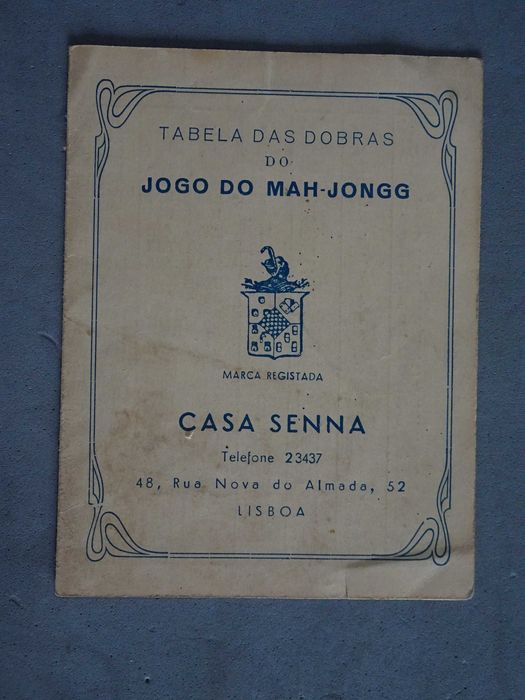 TABELA DAS DOBRAS
DO
JOGO DO MAH-JONGG
MARCA REGISTADA
CASA SENNA
Telefone 23437
48, Rua Nova do Almada, 52
LISBOA